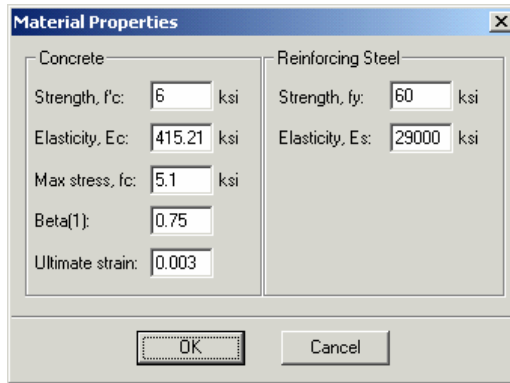 Material Properties
Concrete
Strength, f'c: 6 ksi
Elasticity, Ec: 415.21 ksi
Max stress, fc: 5.1 ksi
Beta(1): 0.75
Ultimate strain: 0.003
Reinforcing Steel
Strength, fy: 60 ksi
Elasticity, Es: 29000 ksi
OK
Cancel